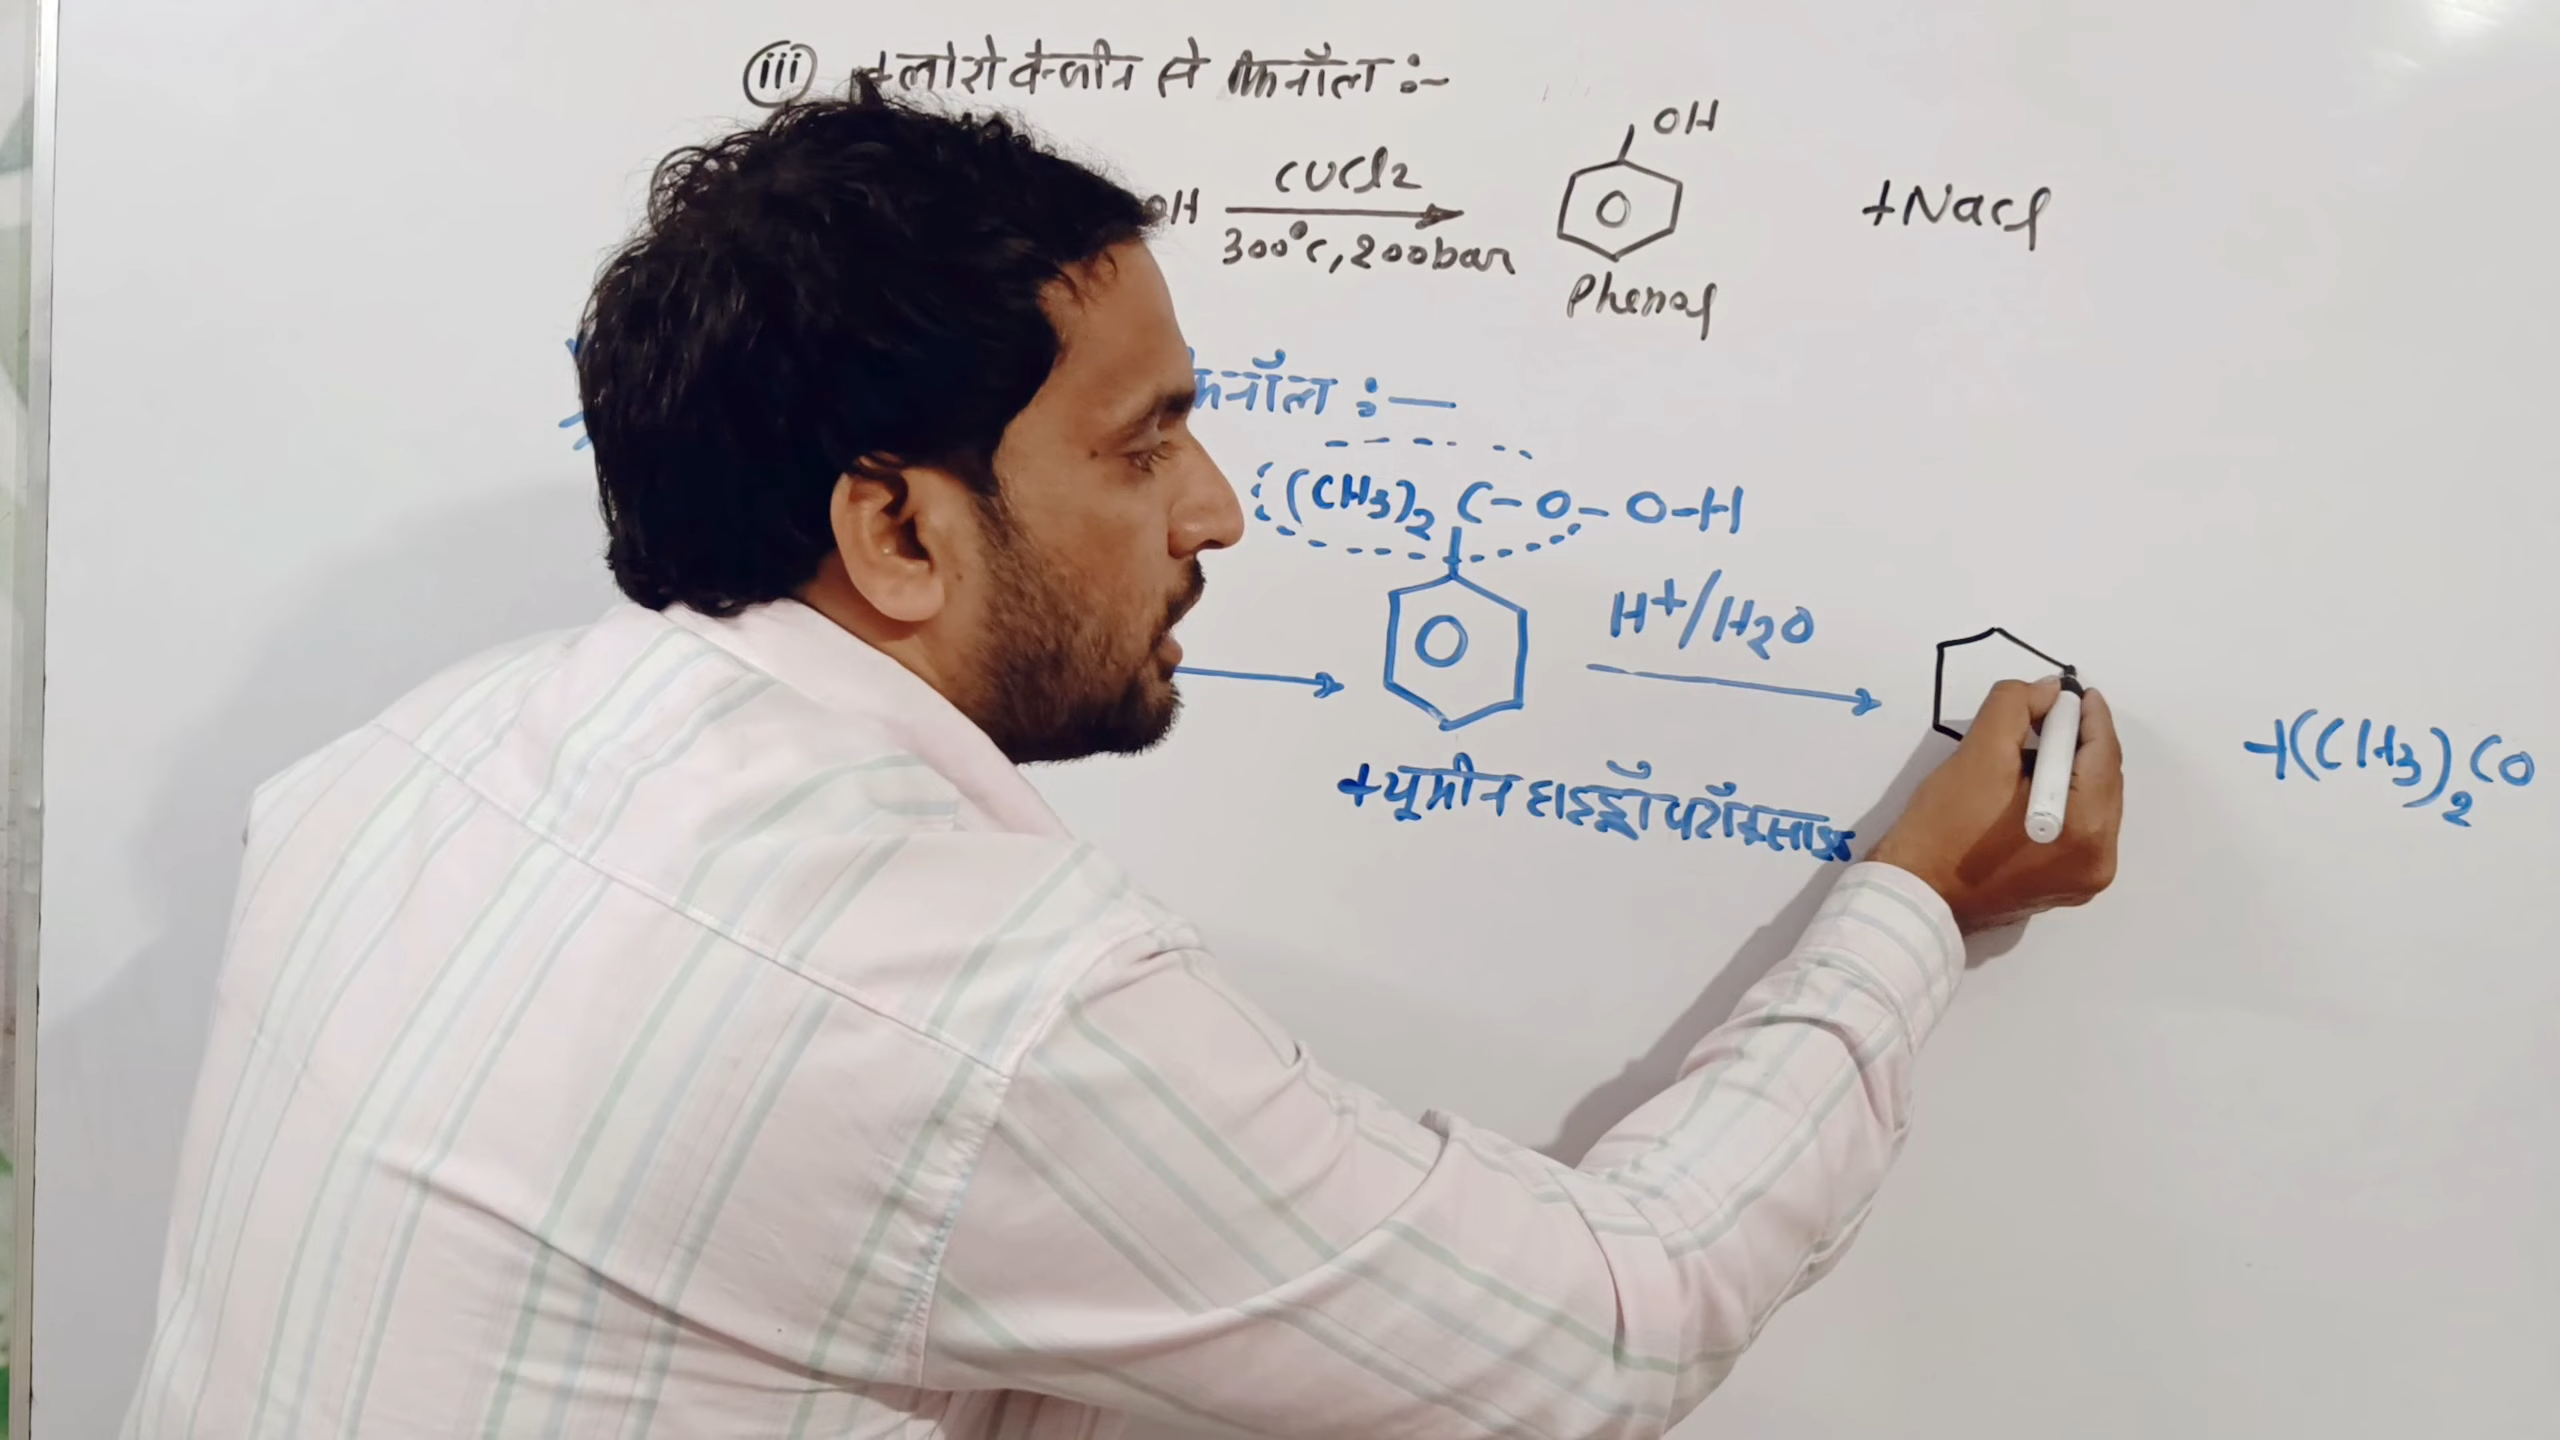 (iii) क्लोरो बेन्जीन से फिनॉल :-
OH
OH CuCl2 +NaCl
300°C, 200bar
Phenol
फिनॉल :—
(CH3)2 C-O-O-H
H+/H2O
+(CH3)2CO
क्यूमीन हाइड्रॉपरॉक्साइड